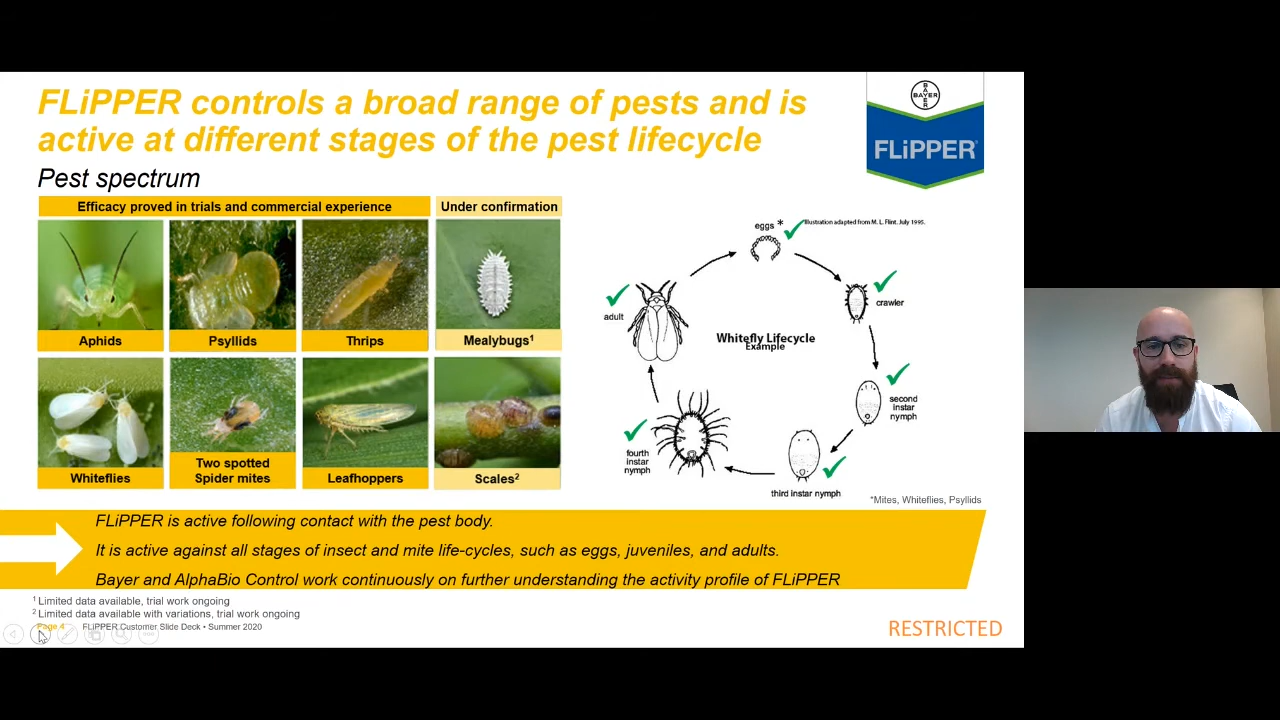 FLiPPER controls a broad range of pests and is
active at different stages of the pest lifecycle
Pest spectrum
BAYER
BAYER
FLiPPER®
Efficacy proved in trials and commercial experience
Under confirmation
Aphids
Psyllids
Thrips
Mealybugs¹
Whiteflies
Two spotted
Spider mites
Leafhoppers
Scales²
eggs *
Illustration adapted from M. L. Flint. July 1995.
crawler
adult
Whitefly Lifecycle
Example
second
instar
nymph
fourth
instar
nymph
third instar nymph
*Mites, Whiteflies, Psyllids
FLiPPER is active following contact with the pest body.
It is active against all stages of insect and mite life-cycles, such as eggs, juveniles, and adults.
Bayer and AlphaBio Control work continuously on further understanding the activity profile of FLiPPER
¹ Limited data available, trial work ongoing
² Limited data available with variations, trial work ongoing
Page 4 FLiPPER Customer Slide Deck • Summer 2020
RESTRICTED